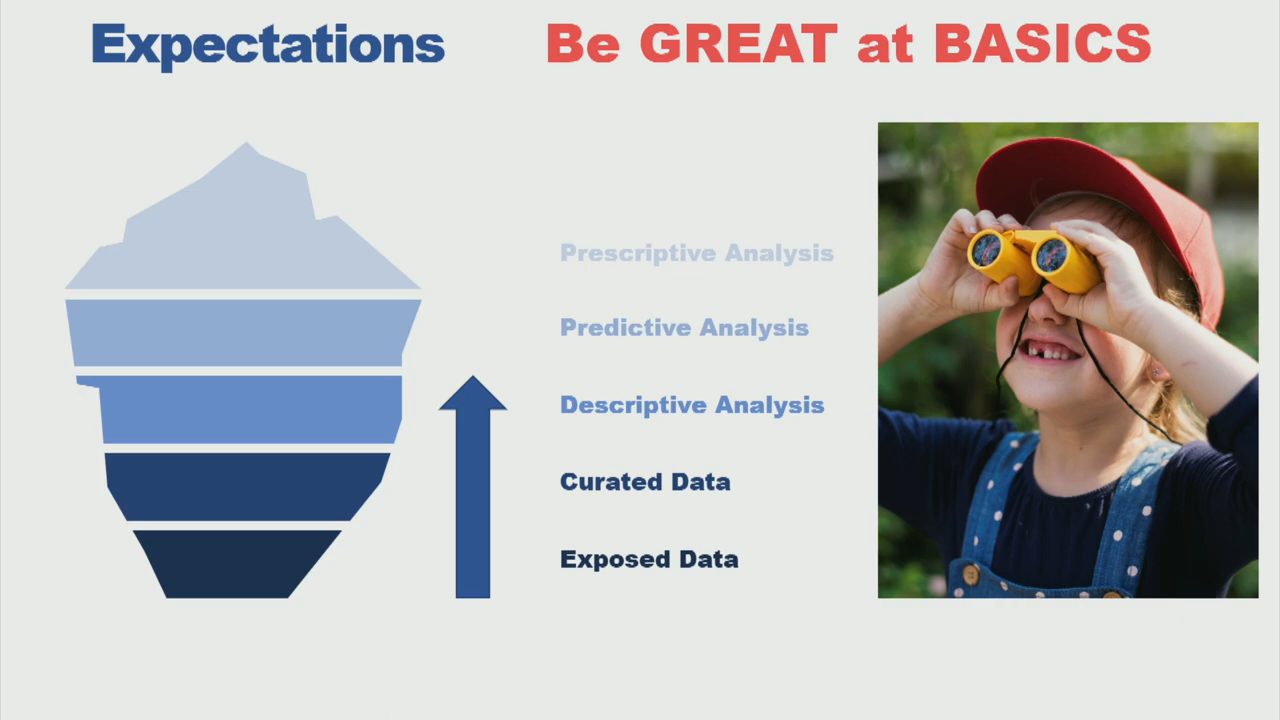 Expectations
Be GREAT at BASICS
Prescriptive Analysis
Predictive Analysis
Descriptive Analysis
Curated Data
Exposed Data